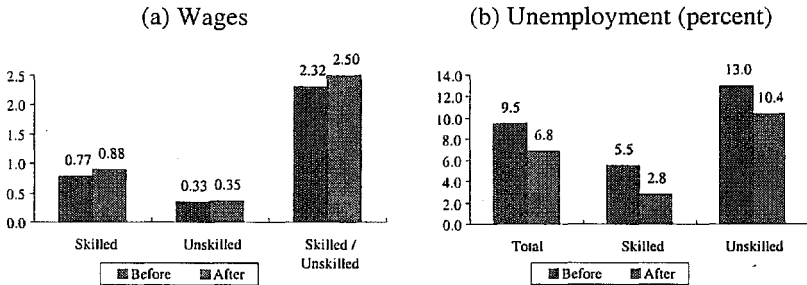 (a) Wages
2.5
2.0
1.5
1.0
0.5
0.0
0.77
0.88
0.33
0.35
2.32
2.50
Skilled
Unskilled
Skilled /
Unskilled
Before After
(b) Unemployment (percent)
14.0
12.0
10.0
8.0
6.0
4.0
2.0
0.0
9.5
6.8
5.5
2.8
13.0
10.4
Total
Skilled
Unskilled
Before After